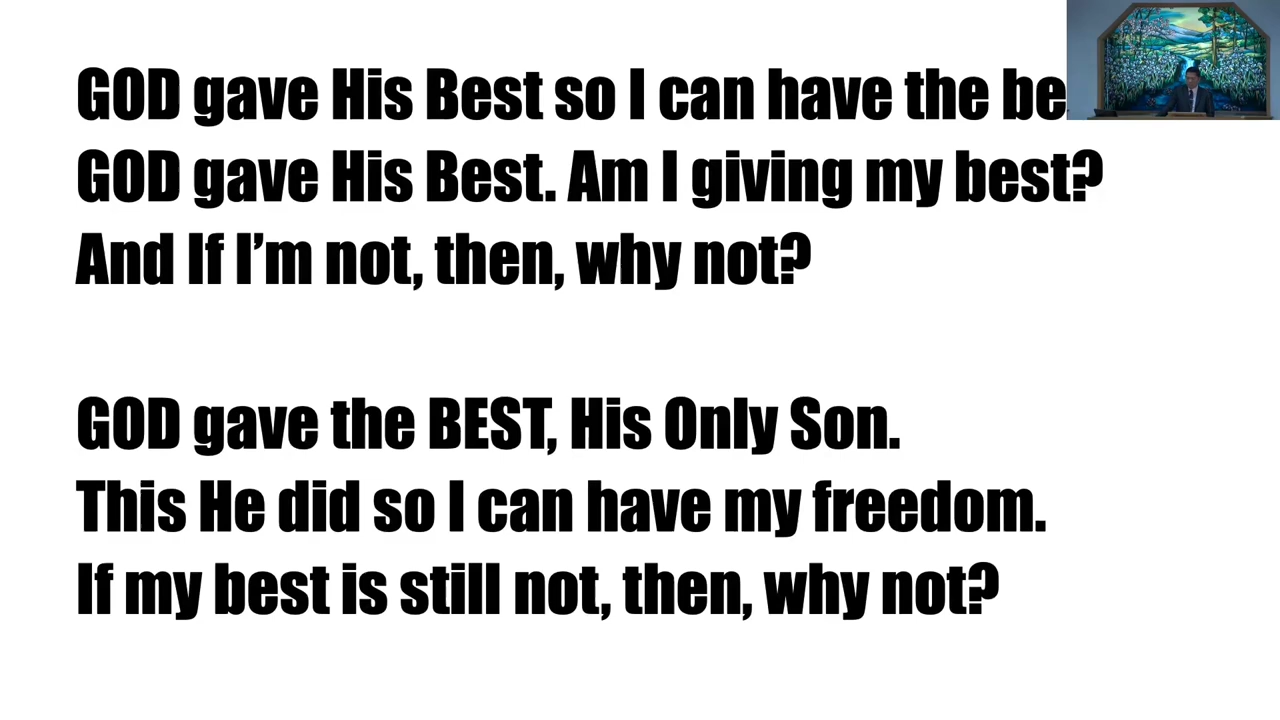 GOD gave His Best so I can have the
GOD gave His Best. Am I giving my best?
And If I'm not, then, why not?
GOD gave the BEST, His Only Son.
This He did so I can have my freedom.
If my best is still not, then, why not?